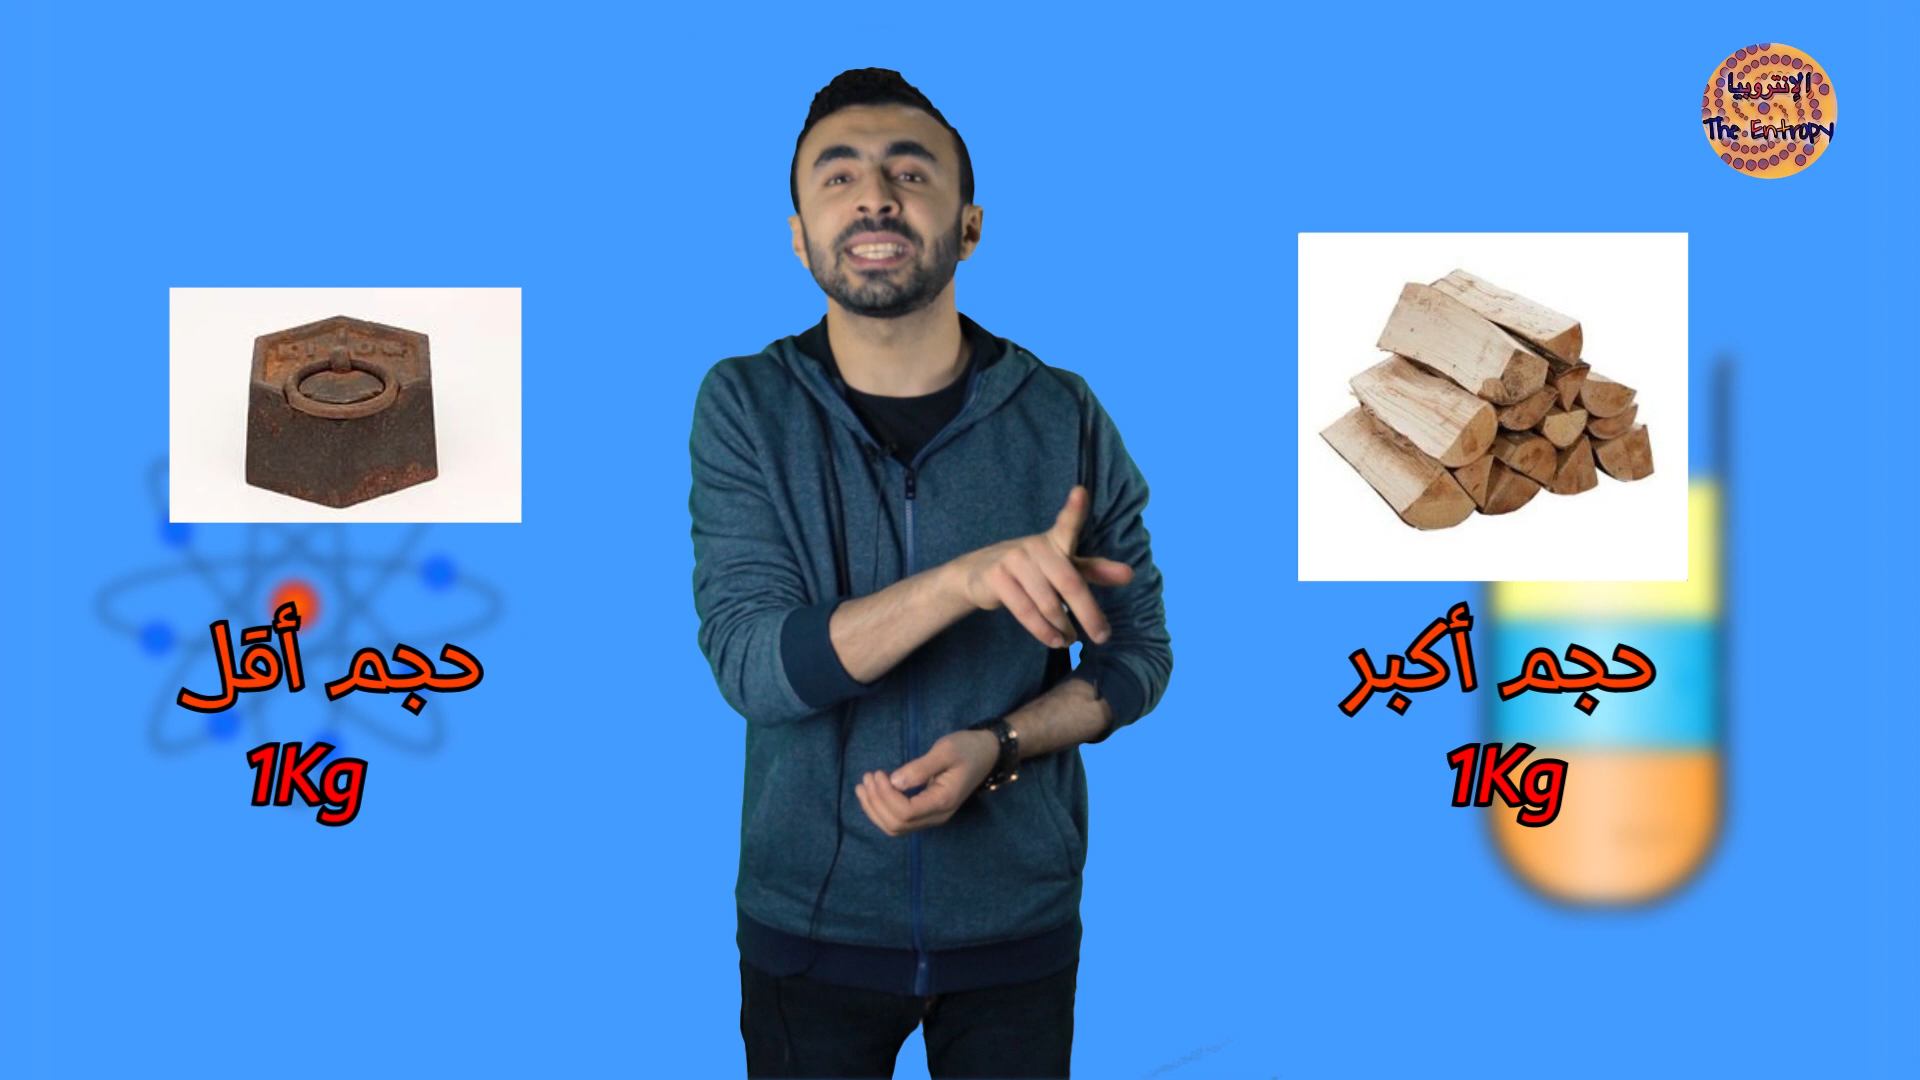 الإنتروبيا
The Entropy
حجم أكبر
1Kg
حجم أقل
1Kg